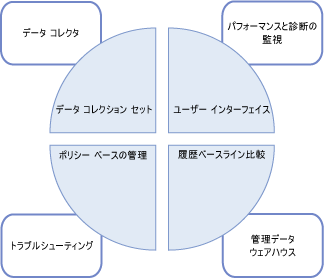 データ コレクタ
パフォーマンスと診断の
監視
データ コレクション セット
ユーザー インターフェイス
ポリシー ベースの管理
履歴ベースライン比較
トラブルシューティング
管理データ
ウェアハウス